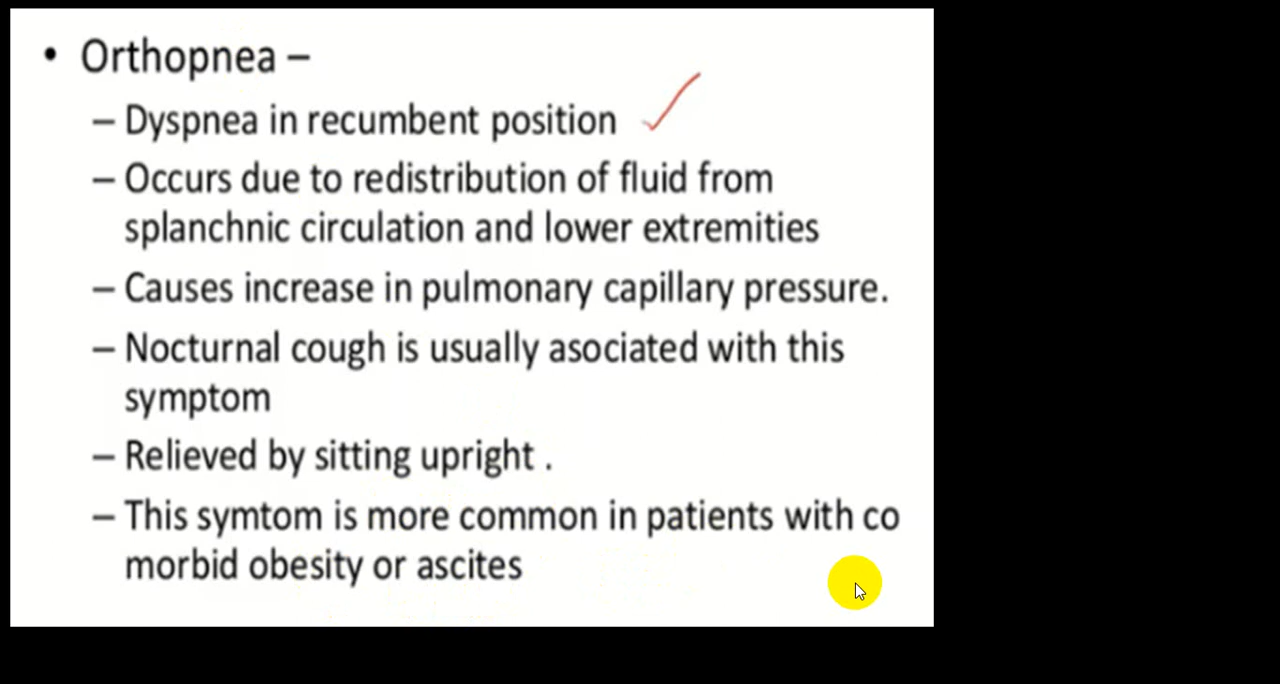 • Orthopnea –
– Dyspnea in recumbent position
– Occurs due to redistribution of fluid from
splanchnic circulation and lower extremities
– Causes increase in pulmonary capillary pressure.
– Nocturnal cough is usually asociated with this
symptom
– Relieved by sitting upright .
– This symtom is more common in patients with co
morbid obesity or ascites